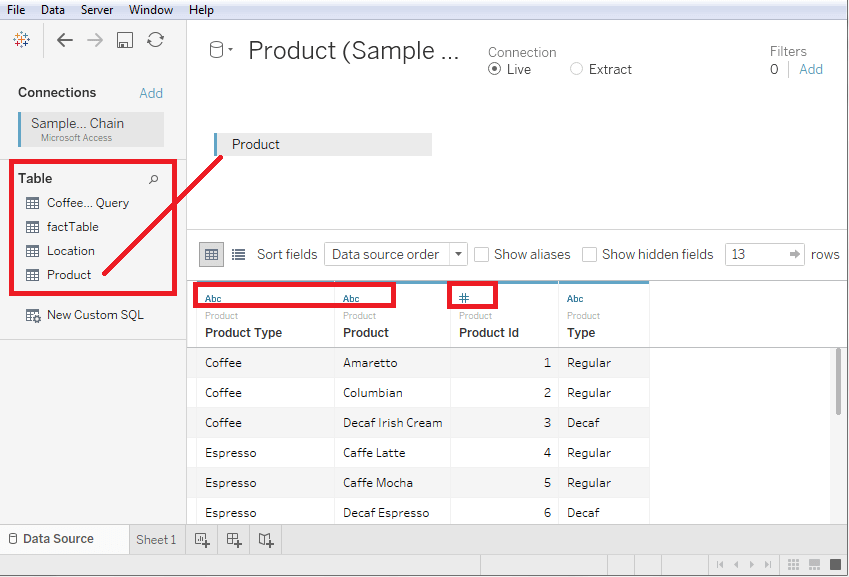 File Data Server Window Help
Product (Sample ...
Connection
Live Extract
Filters
0 Add
Connections Add
Sample... Chain
Microsoft Access
Product
Table
Coffee... Query
factTable
Location
Product
New Custom SQL
Sort fields Data source order Show aliases Show hidden fields 13 rows
Abc Abc # Abc
Product Product Product Product
Product Type Product Product Id Type
Coffee Amaretto 1 Regular
Coffee Columbian 2 Regular
Coffee Decaf Irish Cream 3 Decaf
Espresso Caffe Latte 4 Regular
Espresso Caffe Mocha 5 Regular
Espresso Decaf Espresso 6 Decaf
Data Source Sheet 1